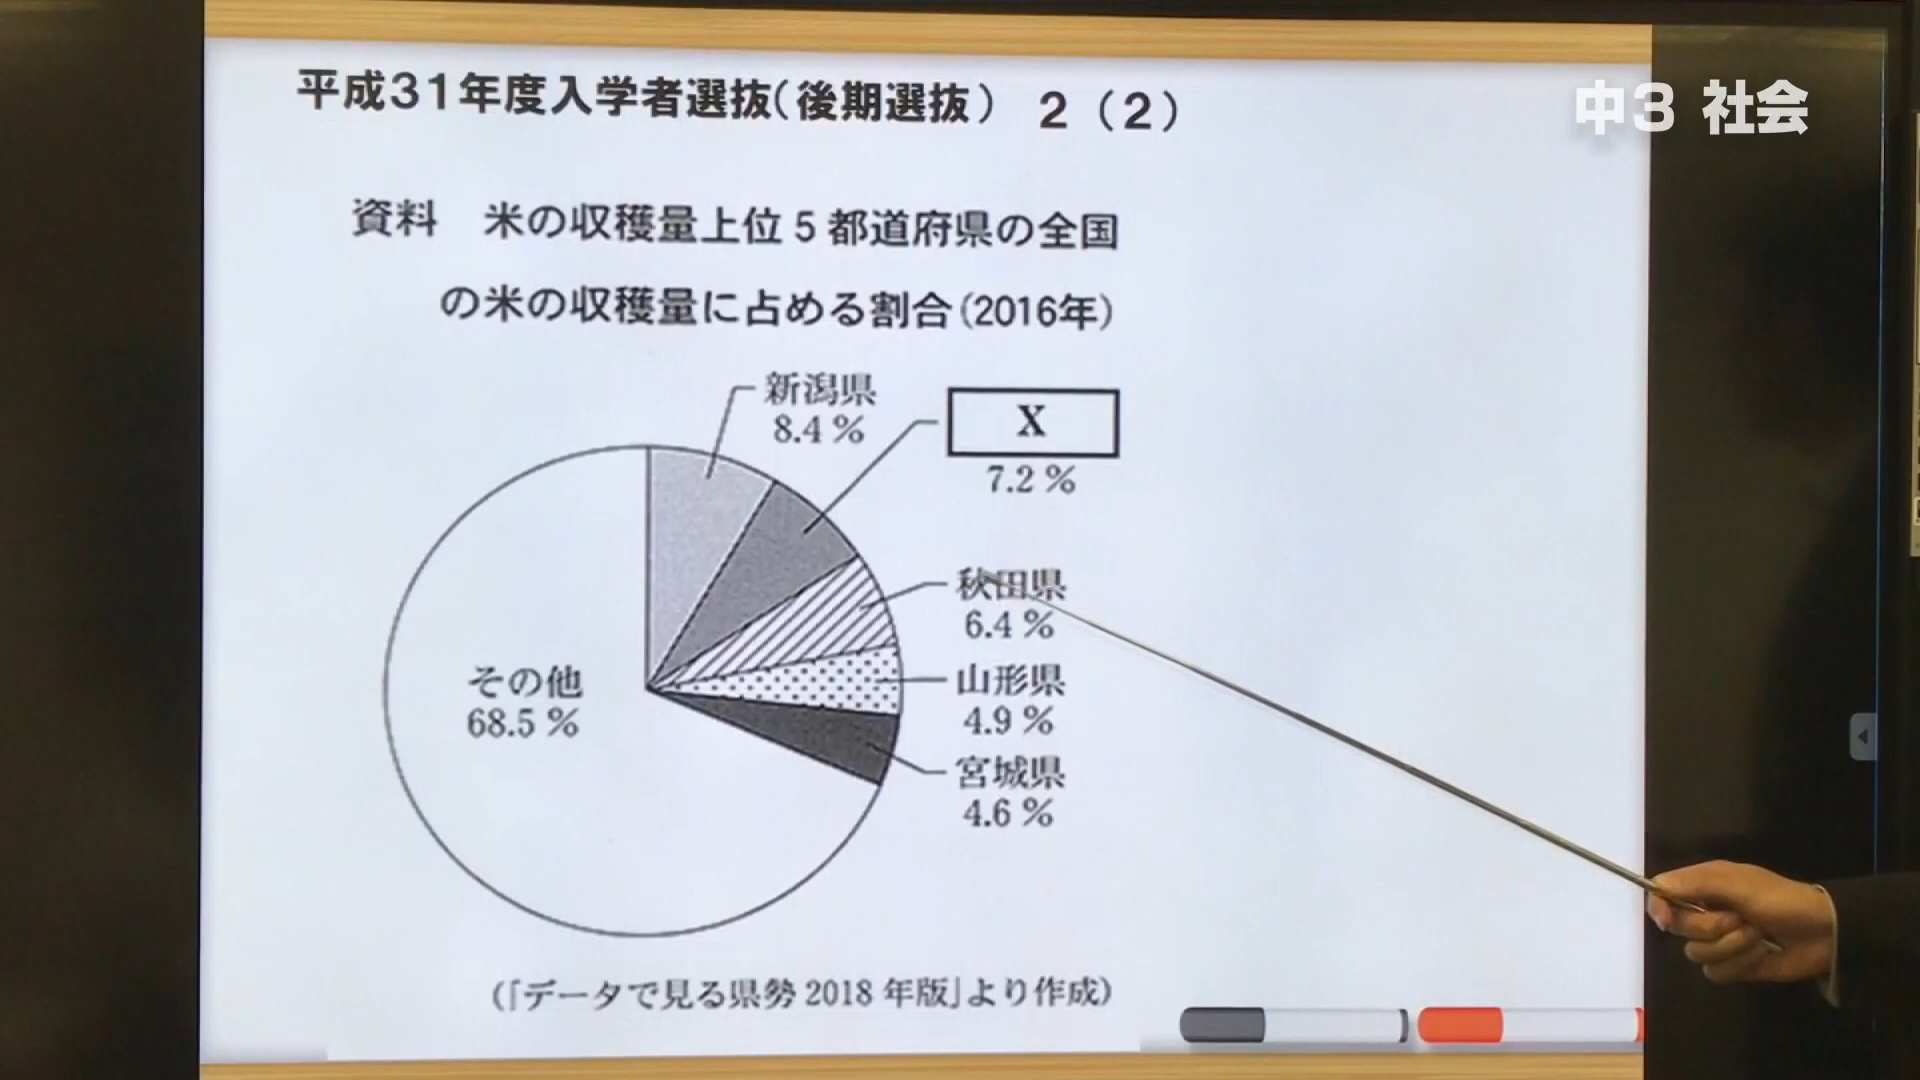 平成31年度入学者選抜(後期選抜) 2(2)
中3 社会
資料 米の収穫量上位5都道府県の全国
の米の収穫量に占める割合(2016年)
新潟県
8.4%
X
7.2%
秋田県
6.4%
山形県
4.9%
宮城県
4.6%
その他
68.5%
(「データで見る県勢2018年版」より作成)